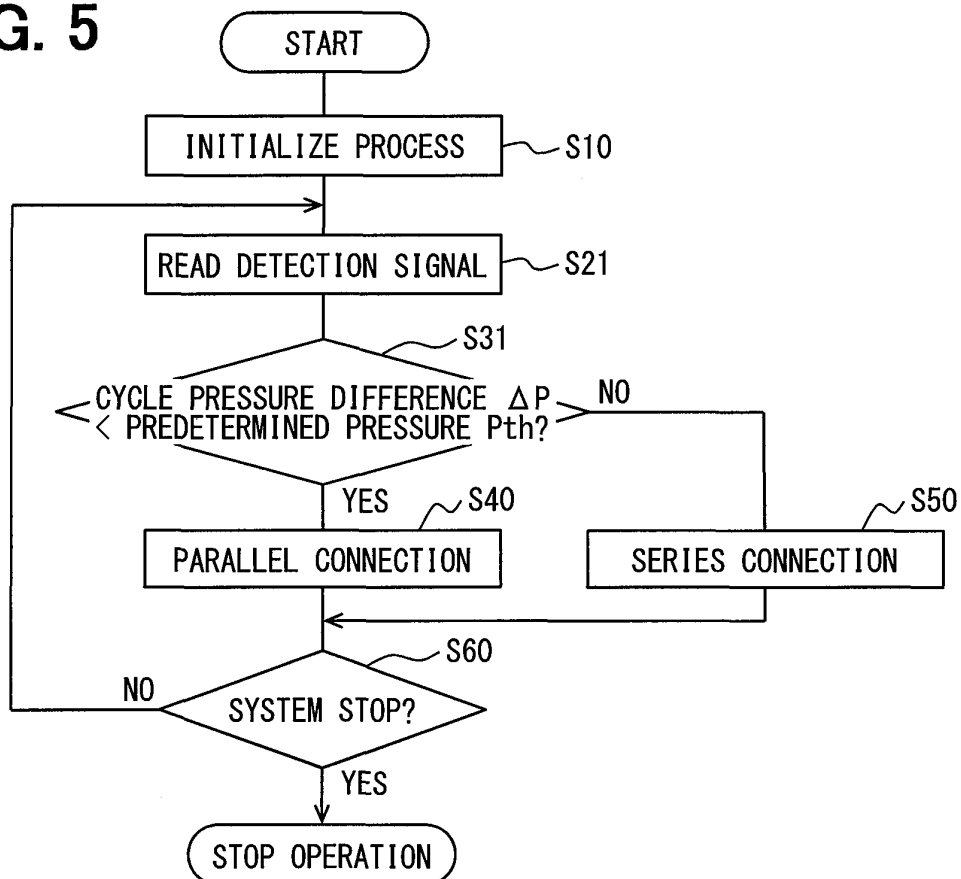 G. 5
START
INITIALIZE PROCESS
S10
READ DETECTION SIGNAL
S21
S31
CYCLE PRESSURE DIFFERENCE ΔP
< PREDETERMINED PRESSURE Pth?
NO
YES
S40
S50
PARALLEL CONNECTION
SERIES CONNECTION
S60
NO
SYSTEM STOP?
YES
STOP OPERATION